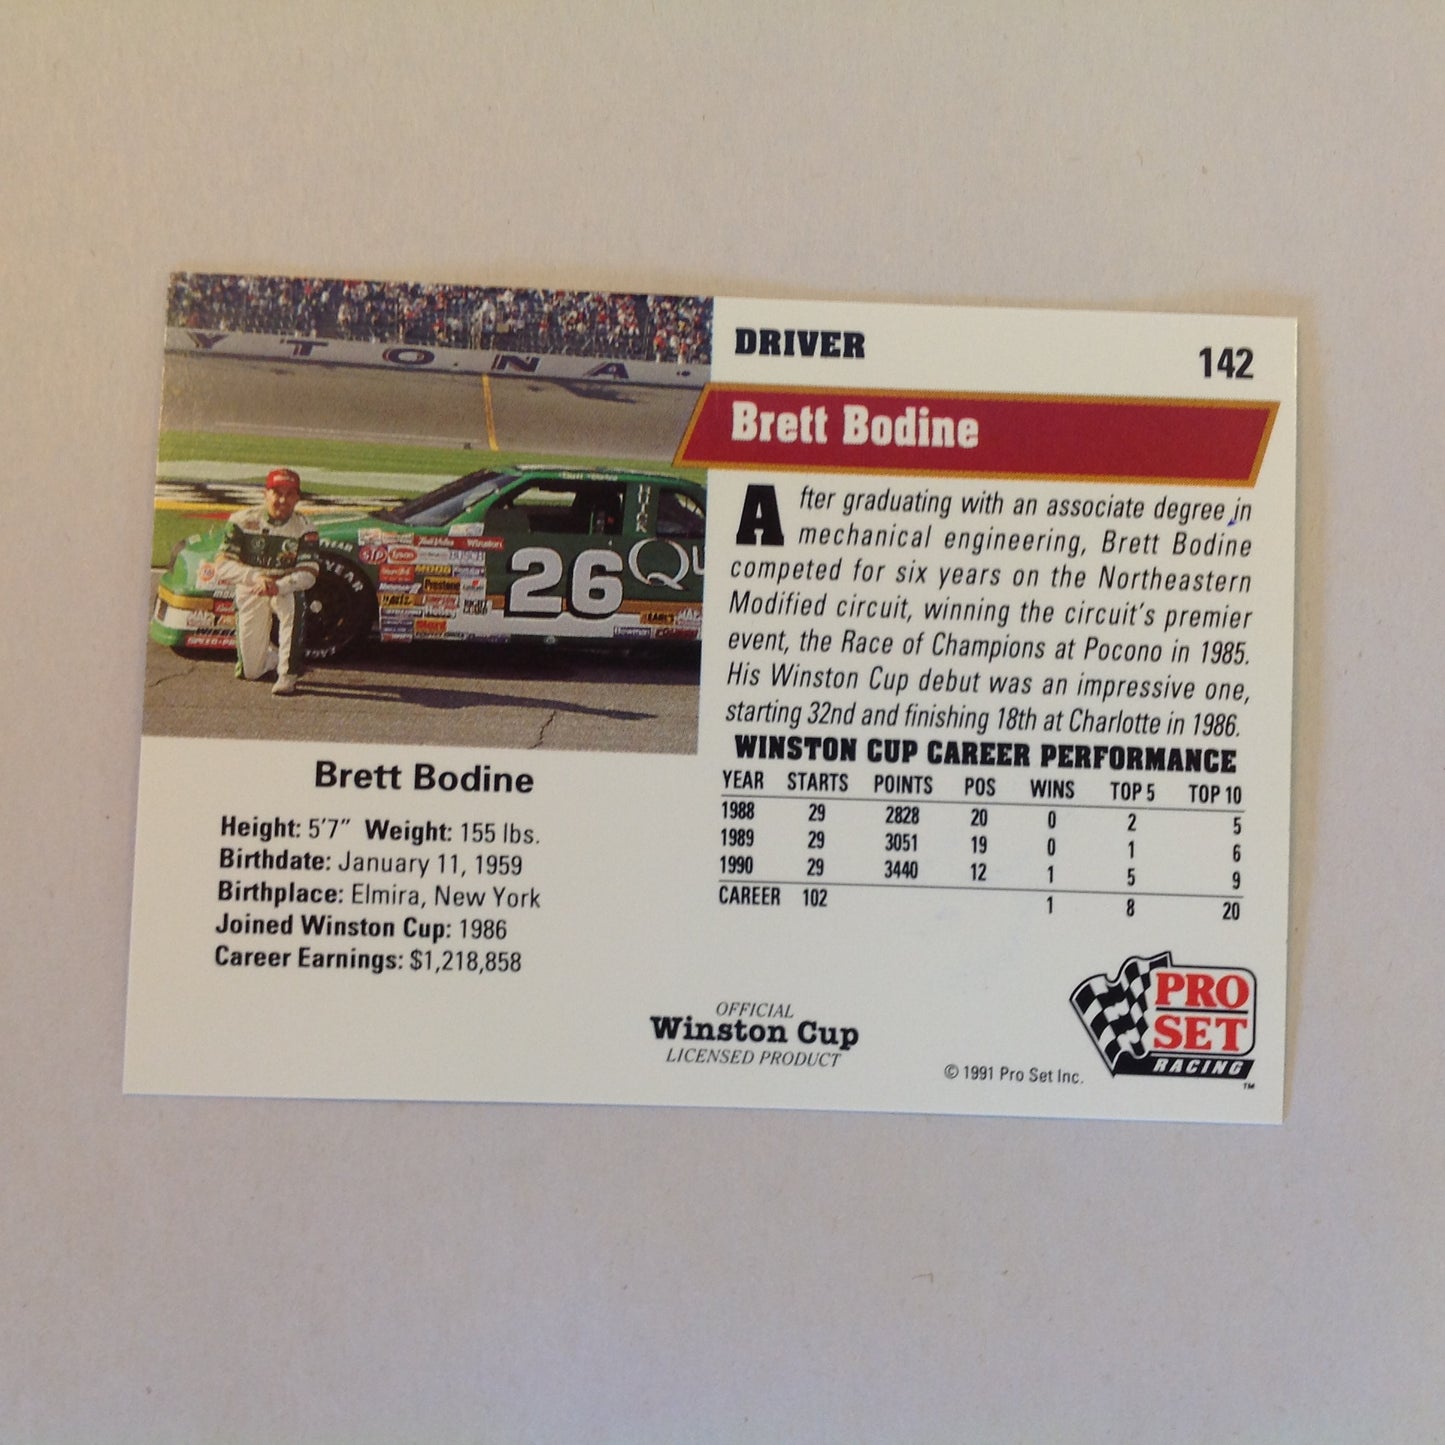 YTONA
BUICK
26
Qu
STP
GOODYEAR
DRIVER
142
Brett Bodine
After graduating with an associate degree in
mechanical engineering, Brett Bodine
competed for six years on the Northeastern
Modified circuit, winning the circuit's premier
event, the Race of Champions at Pocono in 1985.
His Winston Cup debut was an impressive one,
starting 32nd and finishing 18th at Charlotte in 1986.
WINSTON CUP CAREER PERFORMANCE
YEAR STARTS POINTS POS WINS TOP 5 TOP 10
1988 29 2828 20 0 2 5
1989 29 3051 19 0 1 6
1990 29 3440 12 1 5 9
CAREER 102 1 8 20
Brett Bodine
Height: 5'7" Weight: 155 lbs.
Birthdate: January 11, 1959
Birthplace: Elmira, New York
Joined Winston Cup: 1986
Career Earnings: $1,218,858
OFFICIAL
Winston Cup
LICENSED PRODUCT
© 1991 Pro Set Inc.
PRO
SET
RACING
TM